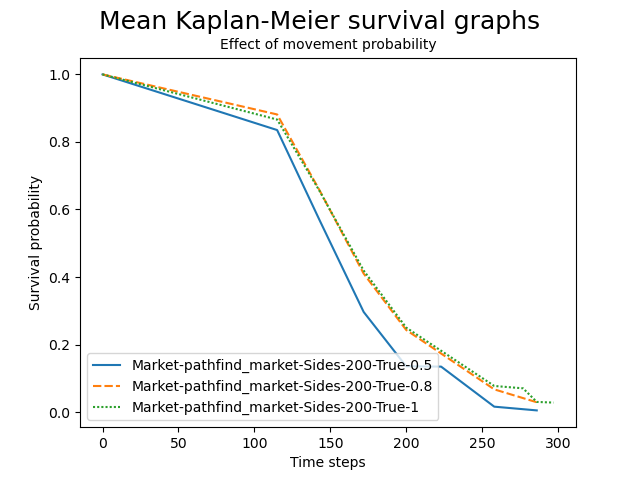 Mean Kaplan-Meier survival graphs
Effect of movement probability
1.0
0.8
0.6
0.4
0.2
0.0
Survival probability
Market-pathfind_market-Sides-200-True-0.5
Market-pathfind_market-Sides-200-True-0.8
Market-pathfind_market-Sides-200-True-1
0 50 100 150 200 250 300
Time steps